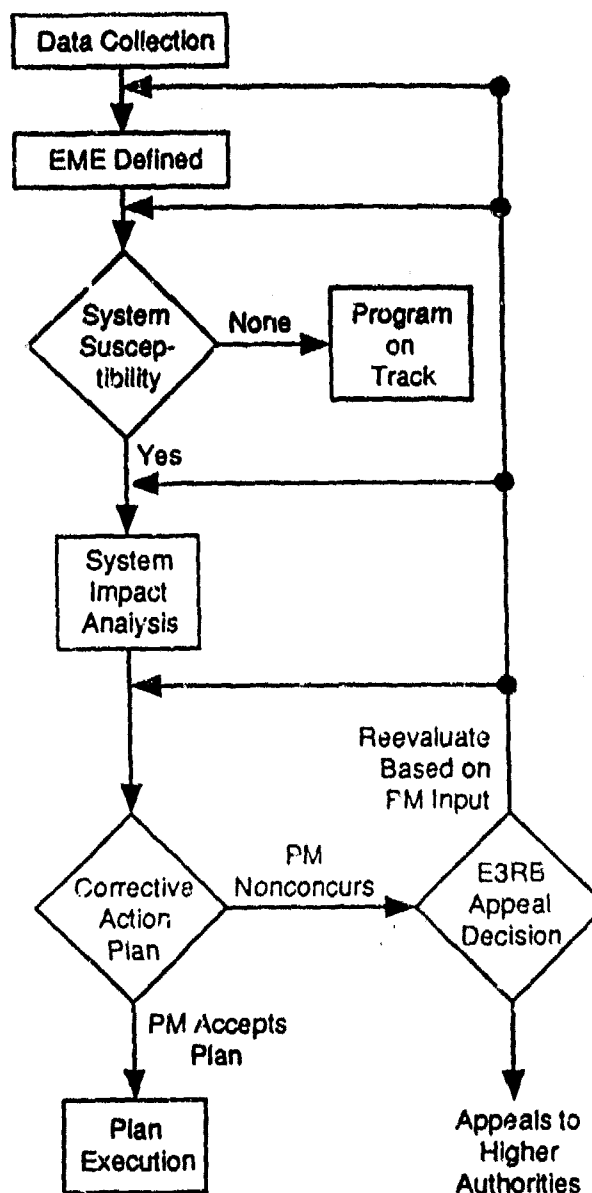 Data Collection
EME Defined
System
Suscep-
tibility
None
Program
on
Track
Yes
System
Impact
Analysis
Reevaluate
Based on
PM Input
Corrective
Action
Plan
PM
Nonconcurs
E3RB
Appeal
Decision
PM Accepts
Plan
Plan
Execution
Appeals to
Higher
Authorities